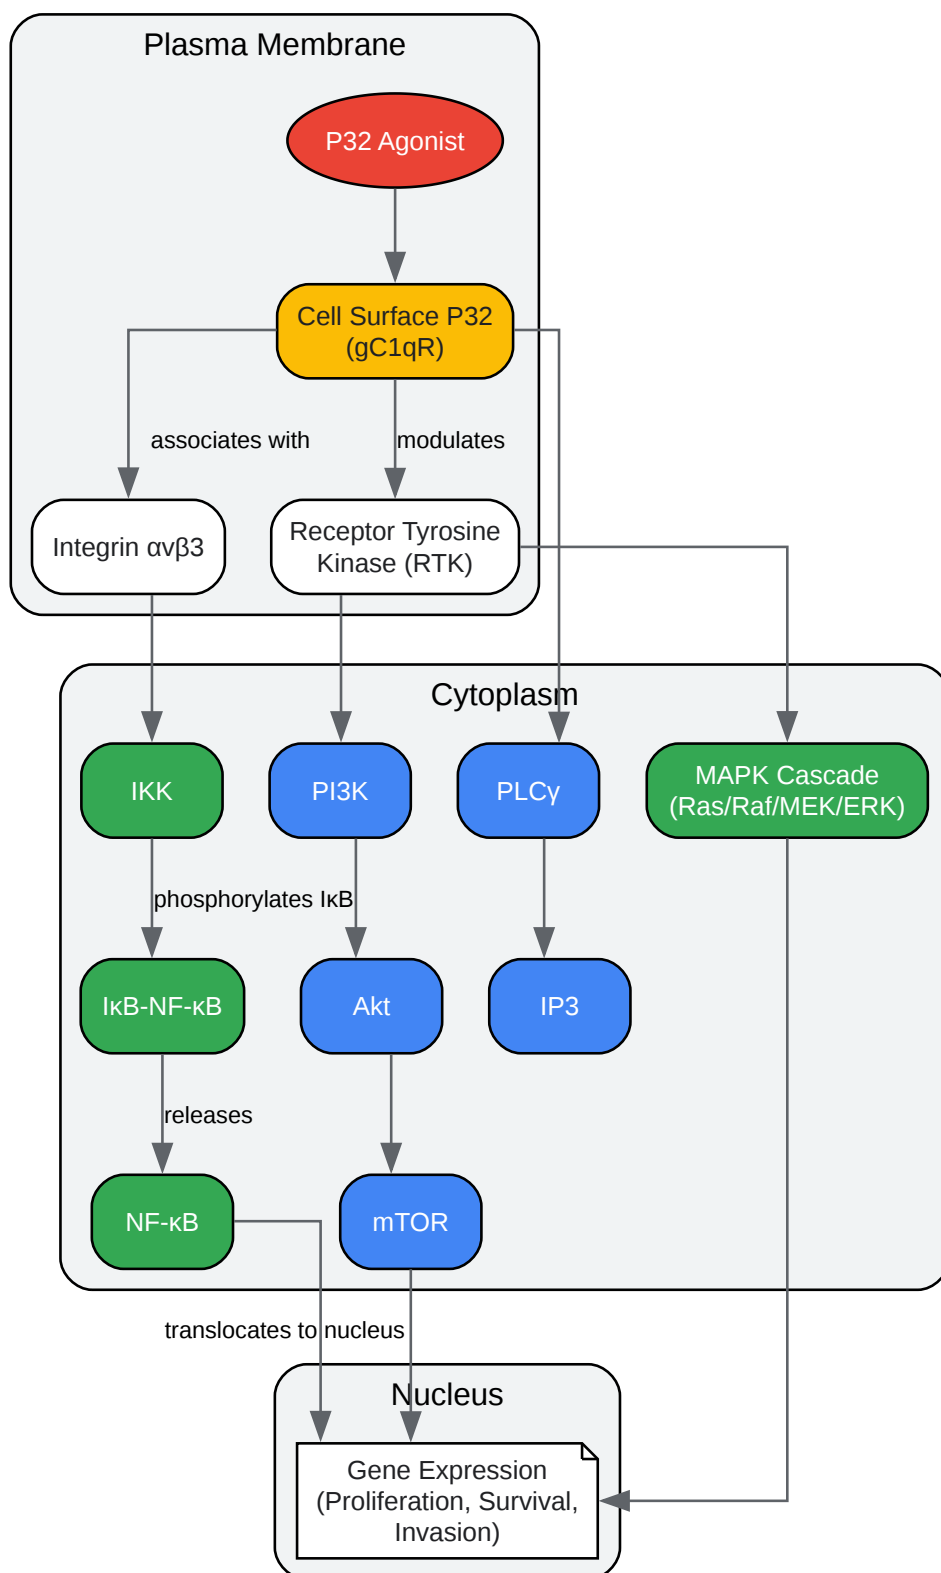 Plasma Membrane
P32 Agonist
Cell Surface P32
(gC1qR)
associates with
modulates
Integrin αvβ3
Receptor Tyrosine
Kinase (RTK)
Cytoplasm
IKK
PI3K
PLCγ
MAPK Cascade
(Ras/Raf/MEK/ERK)
phosphorylates IκB
IκB-NF-κB
Akt
IP3
releases
NF-κB
mTOR
translocates to nucleus
Nucleus
Gene Expression
(Proliferation, Survival,
Invasion)